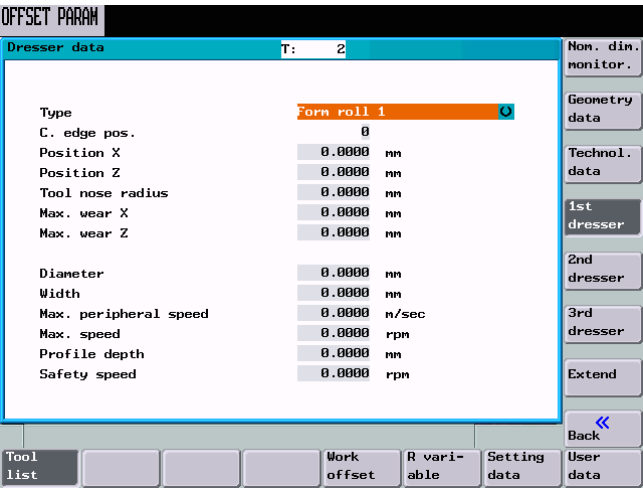 OFFSET PARAM
Dresser data T: 2
Type Form roll 1
C. edge pos. 0
Position X 0.0000 mm
Position Z 0.0000 mm
Tool nose radius 0.0000 mm
Max. wear X 0.0000 mm
Max. wear Z 0.0000 mm
Diameter 0.0000 mm
Width 0.0000 mm
Max. peripheral speed 0.0000 m/sec
Max. speed 0.0000 rpm
Profile depth 0.0000 mm
Safety speed 0.0000 rpm
Nom. dim.
monitor.
Geometry
data
Technol.
data
1st
dresser
2nd
dresser
3rd
dresser
Extend
Back
Tool
list
Work
offset
R vari-
able
Setting
data
User
data